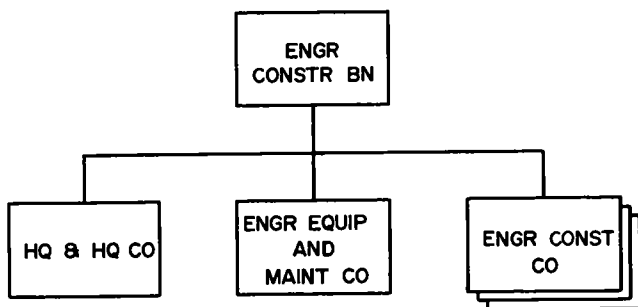 ENGR
CONSTR BN
HQ & HQ CO
ENGR EQUIP
AND
MAINT CO
ENGR CONST
CO